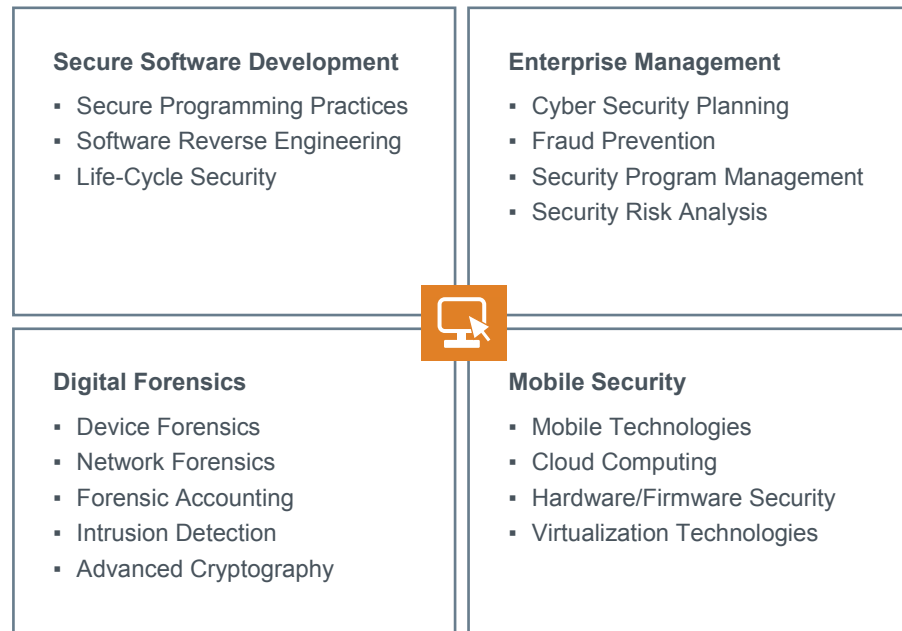 Secure Software Development
▪ Secure Programming Practices
▪ Software Reverse Engineering
▪ Life-Cycle Security
Enterprise Management
▪ Cyber Security Planning
▪ Fraud Prevention
▪ Security Program Management
▪ Security Risk Analysis
Digital Forensics
▪ Device Forensics
▪ Network Forensics
▪ Forensic Accounting
▪ Intrusion Detection
▪ Advanced Cryptography
Mobile Security
▪ Mobile Technologies
▪ Cloud Computing
▪ Hardware/Firmware Security
▪ Virtualization Technologies